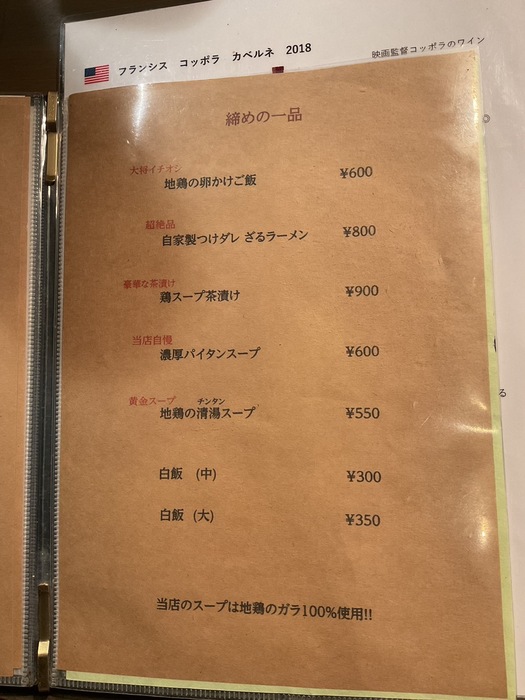 フランシス コッポラ カベルネ 2018
映画監督コッポラのワイン
締めの一品
大将イチオシ
地鶏の卵かけご飯 ¥600
超絶品
自家製つけダレ ざるラーメン ¥800
豪華な茶漬け
鶏スープ茶漬け ¥900
当店自慢
濃厚パイタンスープ ¥600
黄金スープ チンタン
地鶏の清湯スープ ¥550
白飯 (中) ¥300
白飯 (大) ¥350
当店のスープは地鶏のガラ100%使用!!
る